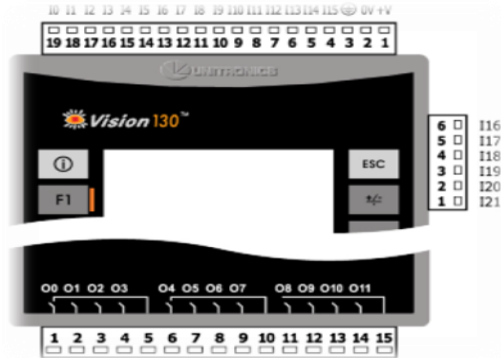 I0 I1 I2 I3 I4 I5 I6 I7 I8 I9 I10 I11 I12 I13 I14 I15 0V +V
19 18 17 16 15 14 13 12 11 10 9 8 7 6 5 4 3 2 1
UNITRONICS
Vision 130™
ESC
F1
+/-
6 I16
5 I17
4 I18
3 I19
2 I20
1 I21
O0 O1 O2 O3 O4 O5 O6 O7 O8 O9 O10 O11
1 2 3 4 5 6 7 8 9 10 11 12 13 14 15